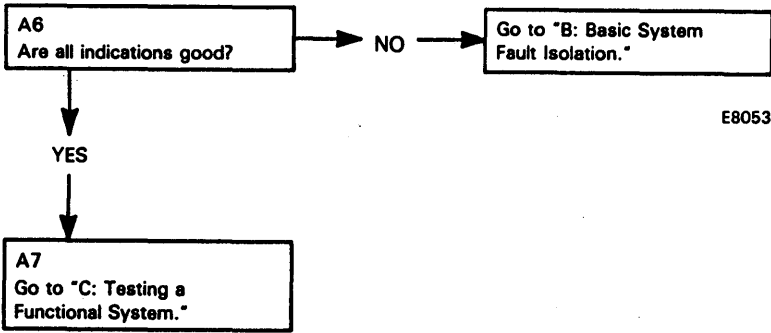 A6
Are all indications good?
NO
Go to "B: Basic System
Fault Isolation."
E8053
YES
A7
Go to "C: Testing a
Functional System."